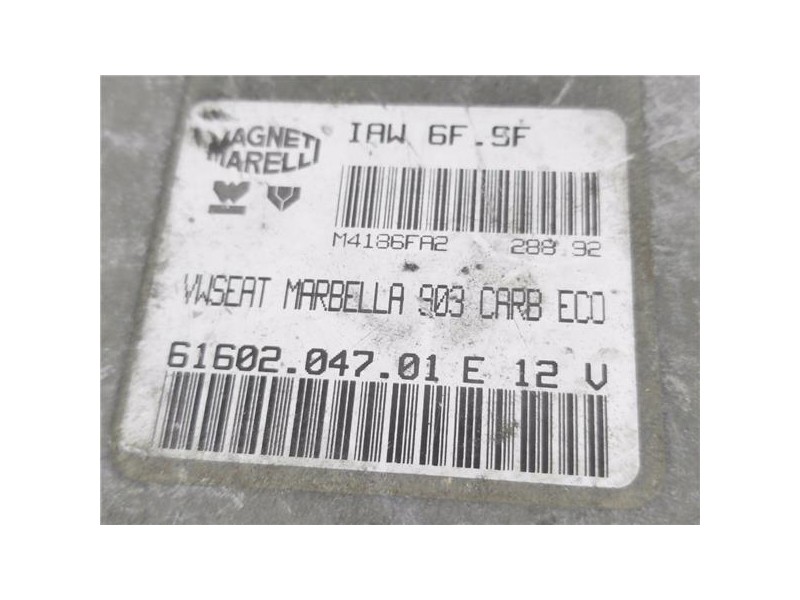 MAGNETI
MARELLI
IAW 6F.SF
M4186FA2 288.92
VWSEAT MARBELLA 903 CARB ECO
61602.047.01 E 12 V